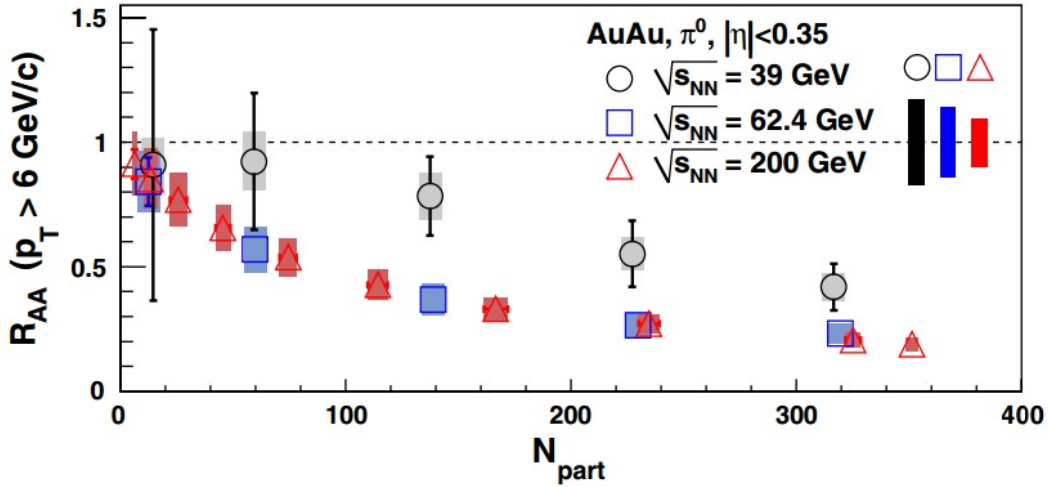 AuAu, π⁰, |η|<0.35
√sNN = 39 GeV
√sNN = 62.4 GeV
√sNN = 200 GeV
RAA (pT > 6 GeV/c)
1.5
1
0.5
0
0 100 200 300 400
Npart